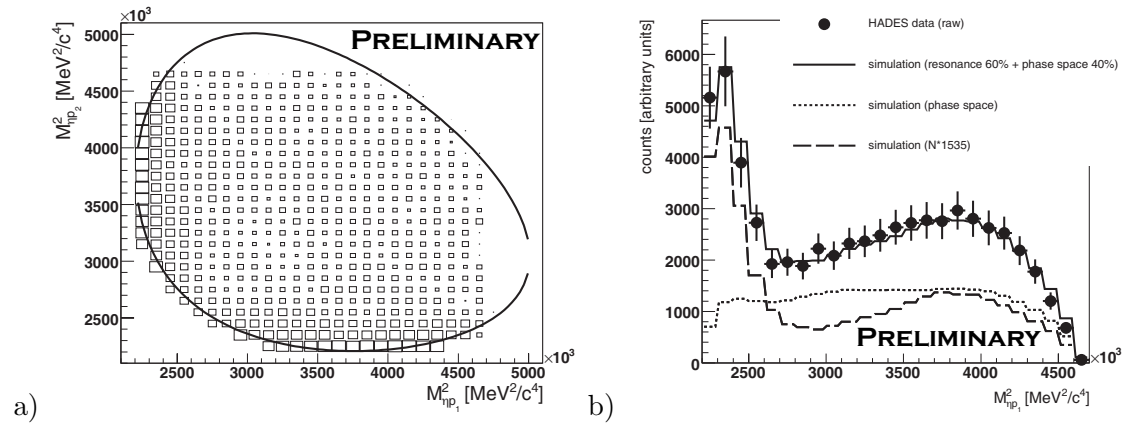 ×10³
5000
4500
4000
3500
3000
2500
M²ηp₂ [MeV²/c⁴]
PRELIMINARY
2500 3000 3500 4000 4500 5000
×10³
M²ηp₁ [MeV²/c⁴]
a)
counts [arbitrary units]
6000
5000
4000
3000
2000
1000
0
HADES data (raw)
simulation (resonance 60% + phase space 40%)
simulation (phase space)
simulation (N*1535)
PRELIMINARY
2500 3000 3500 4000 4500
×10³
M²ηp₁ [MeV²/c⁴]
b)